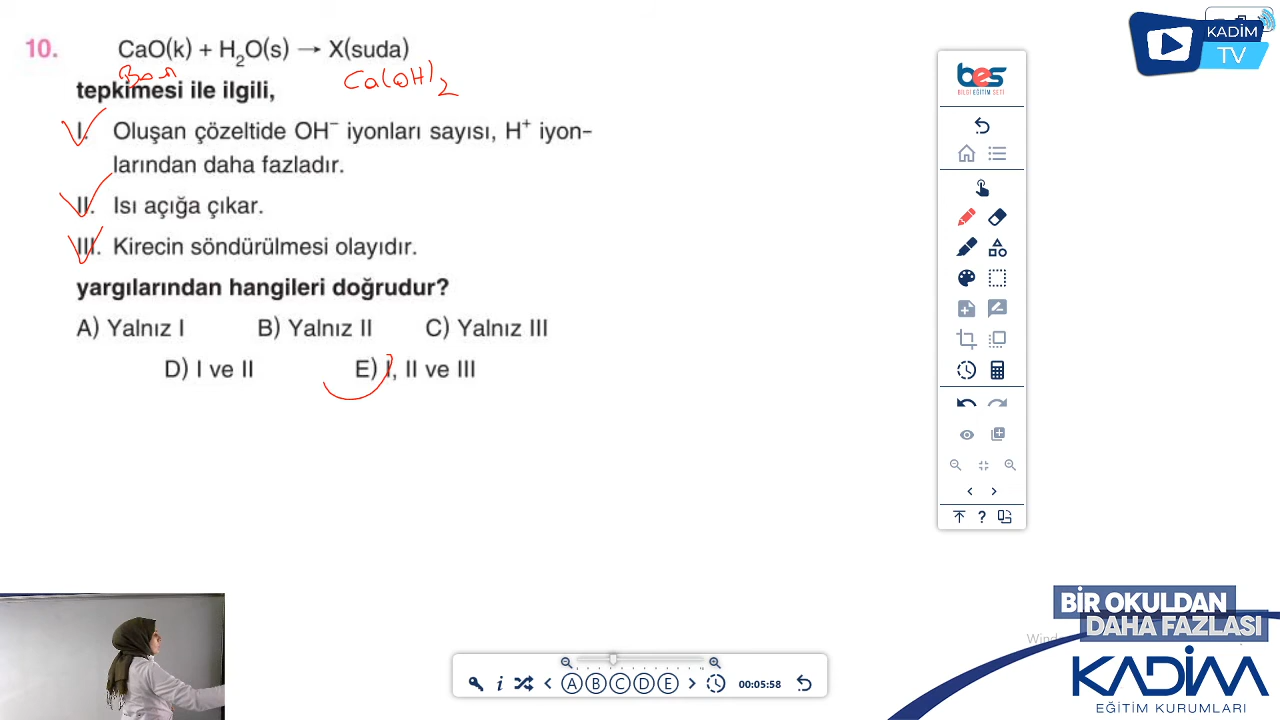 10. CaO(k) + H₂O(s) → X(suda)
Ca(OH)₂
tepkimesi ile ilgili,
I. Oluşan çözeltide OH⁻ iyonları sayısı, H⁺ iyon-
larından daha fazladır.
II. Isı açığa çıkar.
III. Kirecin söndürülmesi olayıdır.
yargılarından hangileri doğrudur?
A) Yalnız I B) Yalnız II C) Yalnız III
D) I ve II E) I, II ve III
KADİM
TV
bes
BİLGİ EĞİTİM SETİ
?
i A B C D E 00:05:58
Wind
BİR OKULDAN
DAHA FAZLASI
KADİM
EĞİTİM KURUMLARI